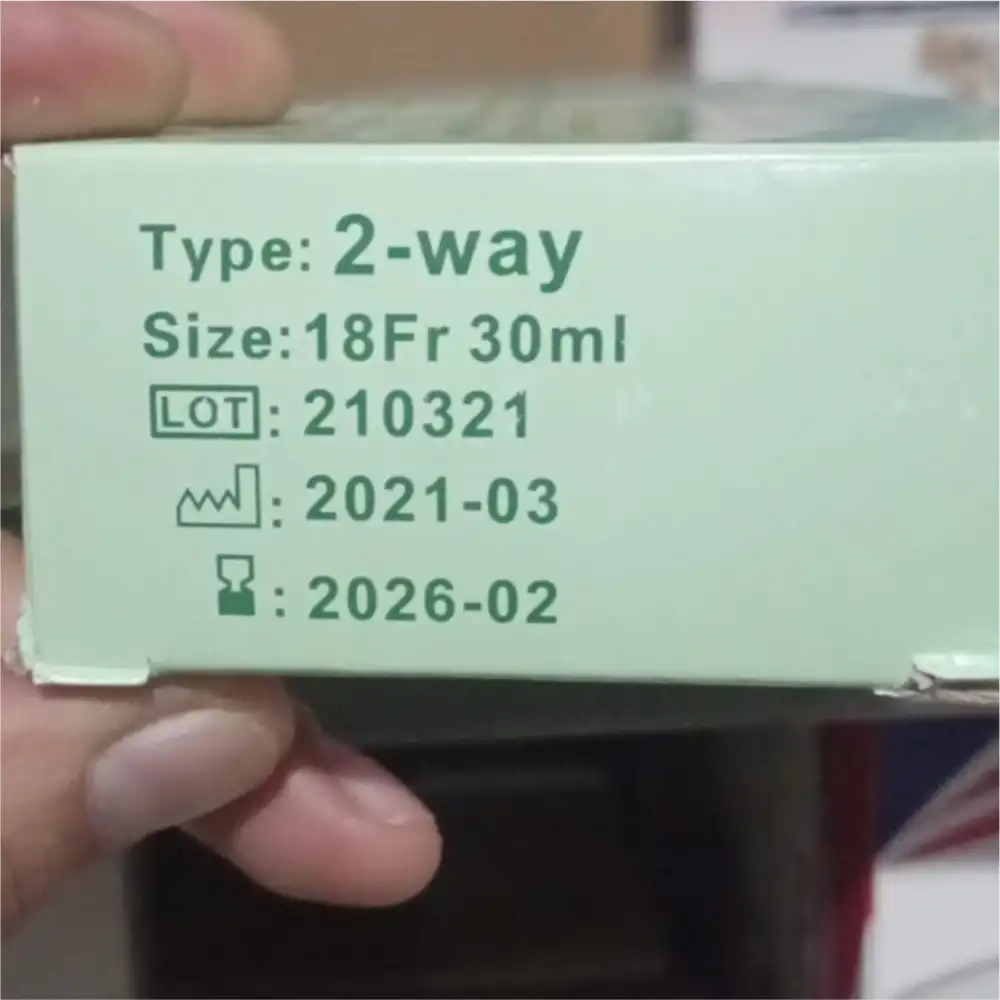 Type: 2-way
Size: 18Fr 30ml
LOT: 210321
: 2021-03
: 2026-02